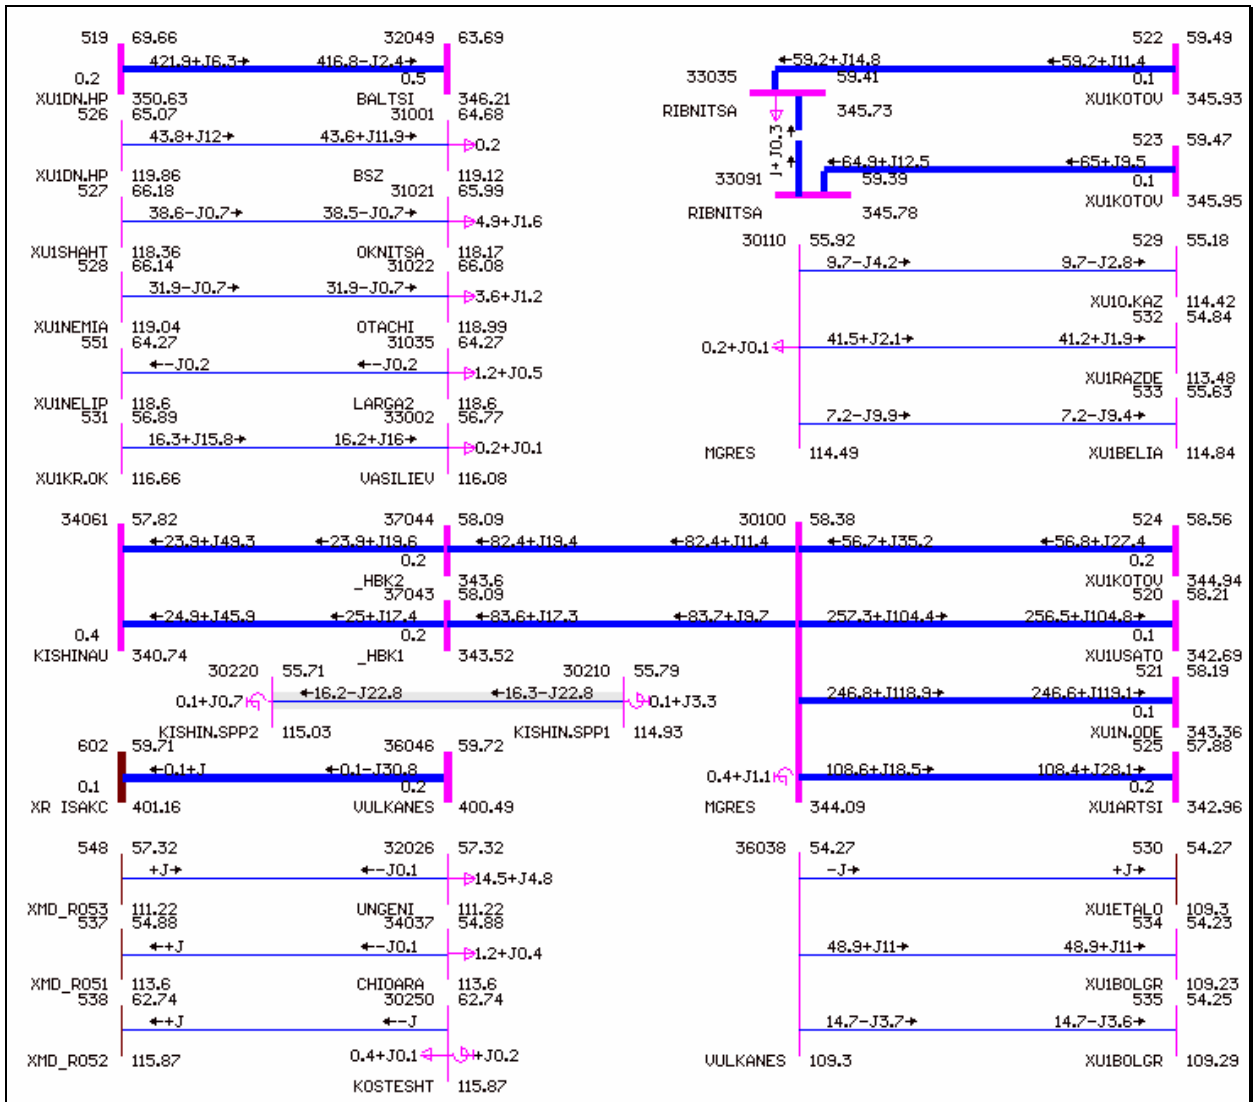 519 69.66 32049 63.69
421.9+J6.3→ 416.8-J2.4→
0.2 0.5
XU1DN.HP 350.63 BALTSI 346.21
526 65.07 31001 64.68
43.8+J12→ 43.6+J11.9→ 0.2
XU1DN.HP 119.86 BSZ 119.12
527 66.18 31021 65.99
38.6-J0.7→ 38.5-J0.7→ 4.9+J1.6
XU1SHAHT 118.36 OKNITSA 118.17
528 66.14 31022 66.08
31.9-J0.7→ 31.9-J0.7→ 3.6+J1.2
XU1NEMIA 119.04 OTACHI 118.99
551 64.27 31035 64.27
←-J0.2 ←-J0.2 1.2+J0.5
XU1NELIP 118.6 LARGA2 118.6
531 56.89 33002 56.77
16.3+J15.8→ 16.2+J16→ 0.2+J0.1
XU1KR.OK 116.66 VASILIEV 116.08
522 59.49
←59.2+J14.8 ←59.2+J11.4
33035 59.41 0.1
RIBNITSA 345.73 XU1KOTOV 345.93
J+J0.3
523 59.47
←64.9+J12.5 ←65+J9.5
33091 59.39 0.1
RIBNITSA 345.78 XU1KOTOV 345.95
30110 55.92 529 55.18
9.7-J4.2→ 9.7-J2.8→
XU1O.KAZ 114.42
532 54.84
0.2+J0.1 41.5+J2.1→ 41.2+J1.9→
XU1RAZDE 113.48
533 55.63
7.2-J9.9→ 7.2-J9.4→
MGRES 114.49 XU1BELIA 114.84
34061 57.82 37044 58.09 30100 58.38 524 58.56
←23.9+J49.3 ←23.9+J19.6 ←82.4+J19.4 ←82.4+J11.4 ←56.7+J35.2 ←56.8+J27.4
0.2 0.2
_HBK2 343.6 XU1KOTOV 344.94
37043 58.09 520 58.21
←24.9+J45.9 ←25+J17.4 ←83.6+J17.3 ←83.7+J9.7 257.3+J104.4→ 256.5+J104.8→
0.4 0.2 0.1
KISHINAU 340.74 _HBK1 343.52 XU1USATO 342.69
30220 55.71 30210 55.79 521 58.19
0.1+J0.7 ←16.2-J22.8 ←16.3-J22.8 0.1+J3.3 246.8+J118.9→ 246.6+J119.1→
0.1
KISHIN.SPP2 115.03 KISHIN.SPP1 114.93 XU1N.ODE 343.36
602 59.71 36046 59.72 525 57.88
←0.1+J ←0.1-J30.8 0.4+J1.1 108.6+J18.5→ 108.4+J28.1→
0.1 0.2 0.2
XR ISAKC 401.16 VULKANES 400.49 MGRES 344.09 XU1ARTSI 342.96
548 57.32 32026 57.32
+J→ ←-J0.1 14.5+J4.8
XMD_RO53 111.22 UNGENI 111.22
537 54.88 34037 54.88
←+J ←-J0.1 1.2+J0.4
XMD_RO51 113.6 CHIOARA 113.6
538 62.74 30250 62.74
←+J ←-J
0.4+J0.1 +J0.2
XMD_RO52 115.87 KOSTESHT 115.87
36038 54.27 530 54.27
-J→ +J→
XU1ETALO 109.3
534 54.23
48.9+J11→ 48.9+J11→
XU1BOLGR 109.23
535 54.25
14.7-J3.7→ 14.7-J3.6→
VULKANES 109.3 XU1BOLGR 109.29